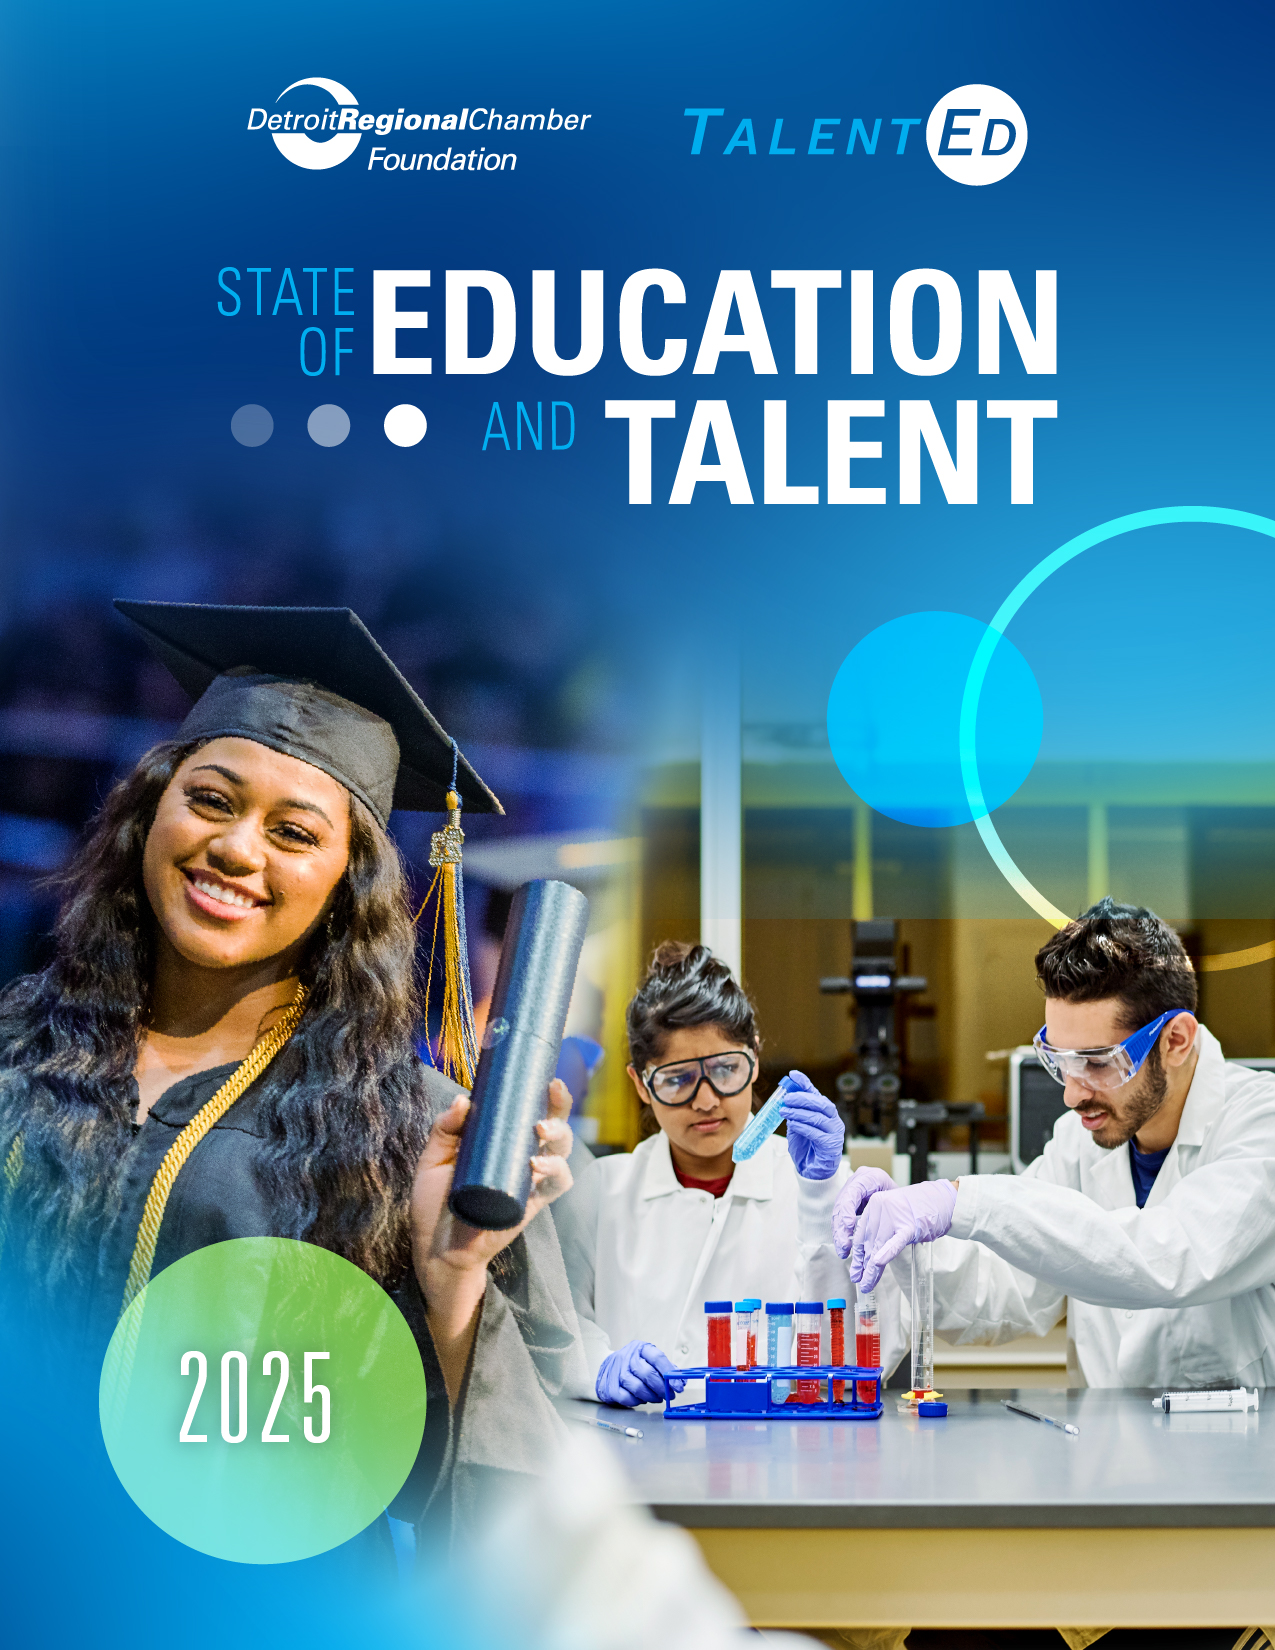 DetroitRegionalChamber
Foundation
TALENTED
STATE
OF
EDUCATION
AND
TALENT
2025